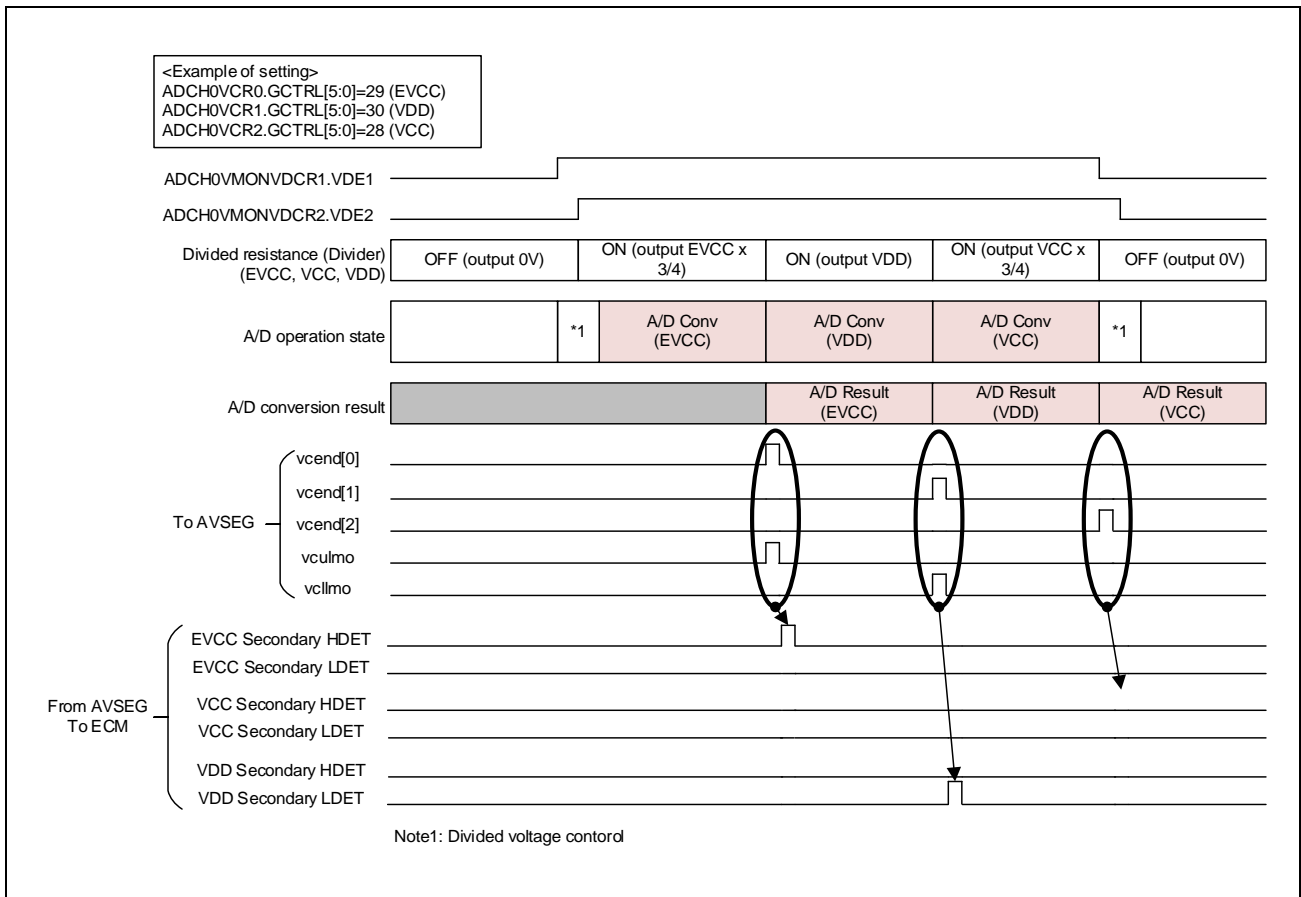 <Example of setting>
ADCH0VCR0.GCTRL[5:0]=29 (EVCC)
ADCH0VCR1.GCTRL[5:0]=30 (VDD)
ADCH0VCR2.GCTRL[5:0]=28 (VCC)
ADCH0VMONVDCR1.VDE1
ADCH0VMONVDCR2.VDE2
Divided resistance (Divider)
(EVCC, VCC, VDD)
OFF (output 0V)
ON (output EVCC x
3/4)
ON (output VDD)
ON (output VCC x
3/4)
OFF (output 0V)
A/D operation state
*1
A/D Conv
(EVCC)
A/D Conv
(VDD)
A/D Conv
(VCC)
*1
A/D conversion result
A/D Result
(EVCC)
A/D Result
(VDD)
A/D Result
(VCC)
To AVSEG
vcend[0]
vcend[1]
vcend[2]
vculmo
vcllmo
From AVSEG
To ECM
EVCC Secondary HDET
EVCC Secondary LDET
VCC Secondary HDET
VCC Secondary LDET
VDD Secondary HDET
VDD Secondary LDET
Note1: Divided voltage contorol